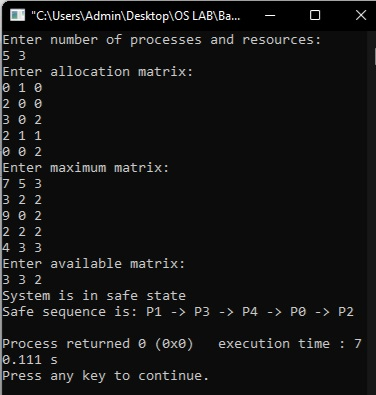 "C:\Users\Admin\Desktop\OS LAB\Ba...
Enter number of processes and resources:
5 3
Enter allocation matrix:
0 1 0
2 0 0
3 0 2
2 1 1
0 0 2
Enter maximum matrix:
7 5 3
3 2 2
9 0 2
2 2 2
4 3 3
Enter available matrix:
3 3 2
System is in safe state
Safe sequence is: P1 -> P3 -> P4 -> P0 -> P2
Process returned 0 (0x0)   execution time : 7
0.111 s
Press any key to continue.